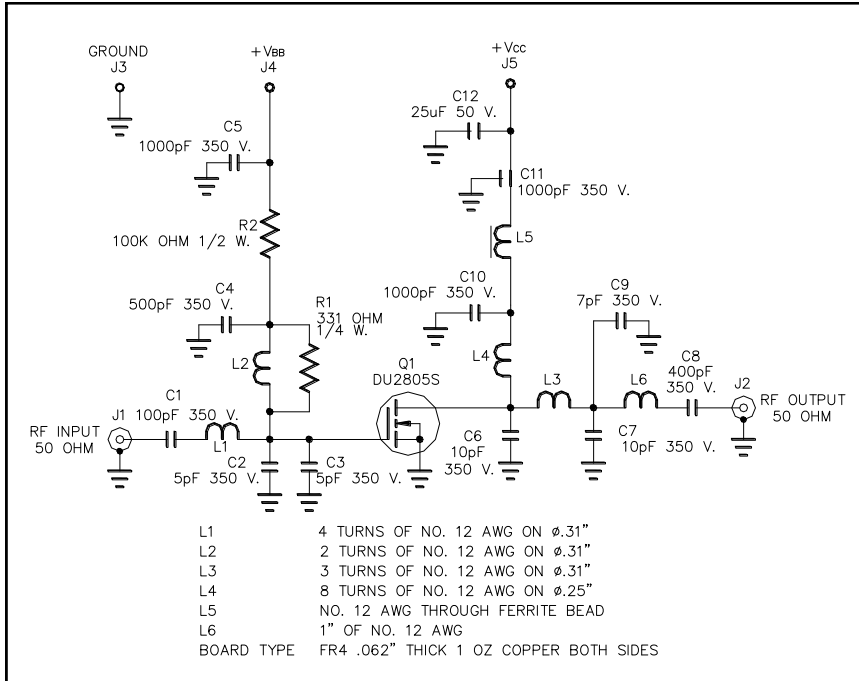 GROUND
J3
+VBB
J4
+VCC
J5
C12
25uF 50 V.
C5
1000pF 350 V.
C11
1000pF 350 V.
R2
100K OHM 1/2 W.
L5
C10
1000pF 350 V.
C9
7pF 350 V.
C4
500pF 350 V.
R1
331 OHM
1/4 W.
L2
Q1
DU2805S
L4
C8
400pF
350 V.
L3
L6
J2
RF OUTPUT
50 OHM
C1
100pF 350 V.
J1
RF INPUT
50 OHM
L1
C2
5pF 350 V.
C3
5pF 350 V.
C6
10pF
350 V.
C7
10pF 350 V.
L1 4 TURNS OF NO. 12 AWG ON ø.31"
L2 2 TURNS OF NO. 12 AWG ON ø.31"
L3 3 TURNS OF NO. 12 AWG ON ø.31"
L4 8 TURNS OF NO. 12 AWG ON ø.25"
L5 NO. 12 AWG THROUGH FERRITE BEAD
L6 1" OF NO. 12 AWG
BOARD TYPE FR4 .062" THICK 1 OZ COPPER BOTH SIDES